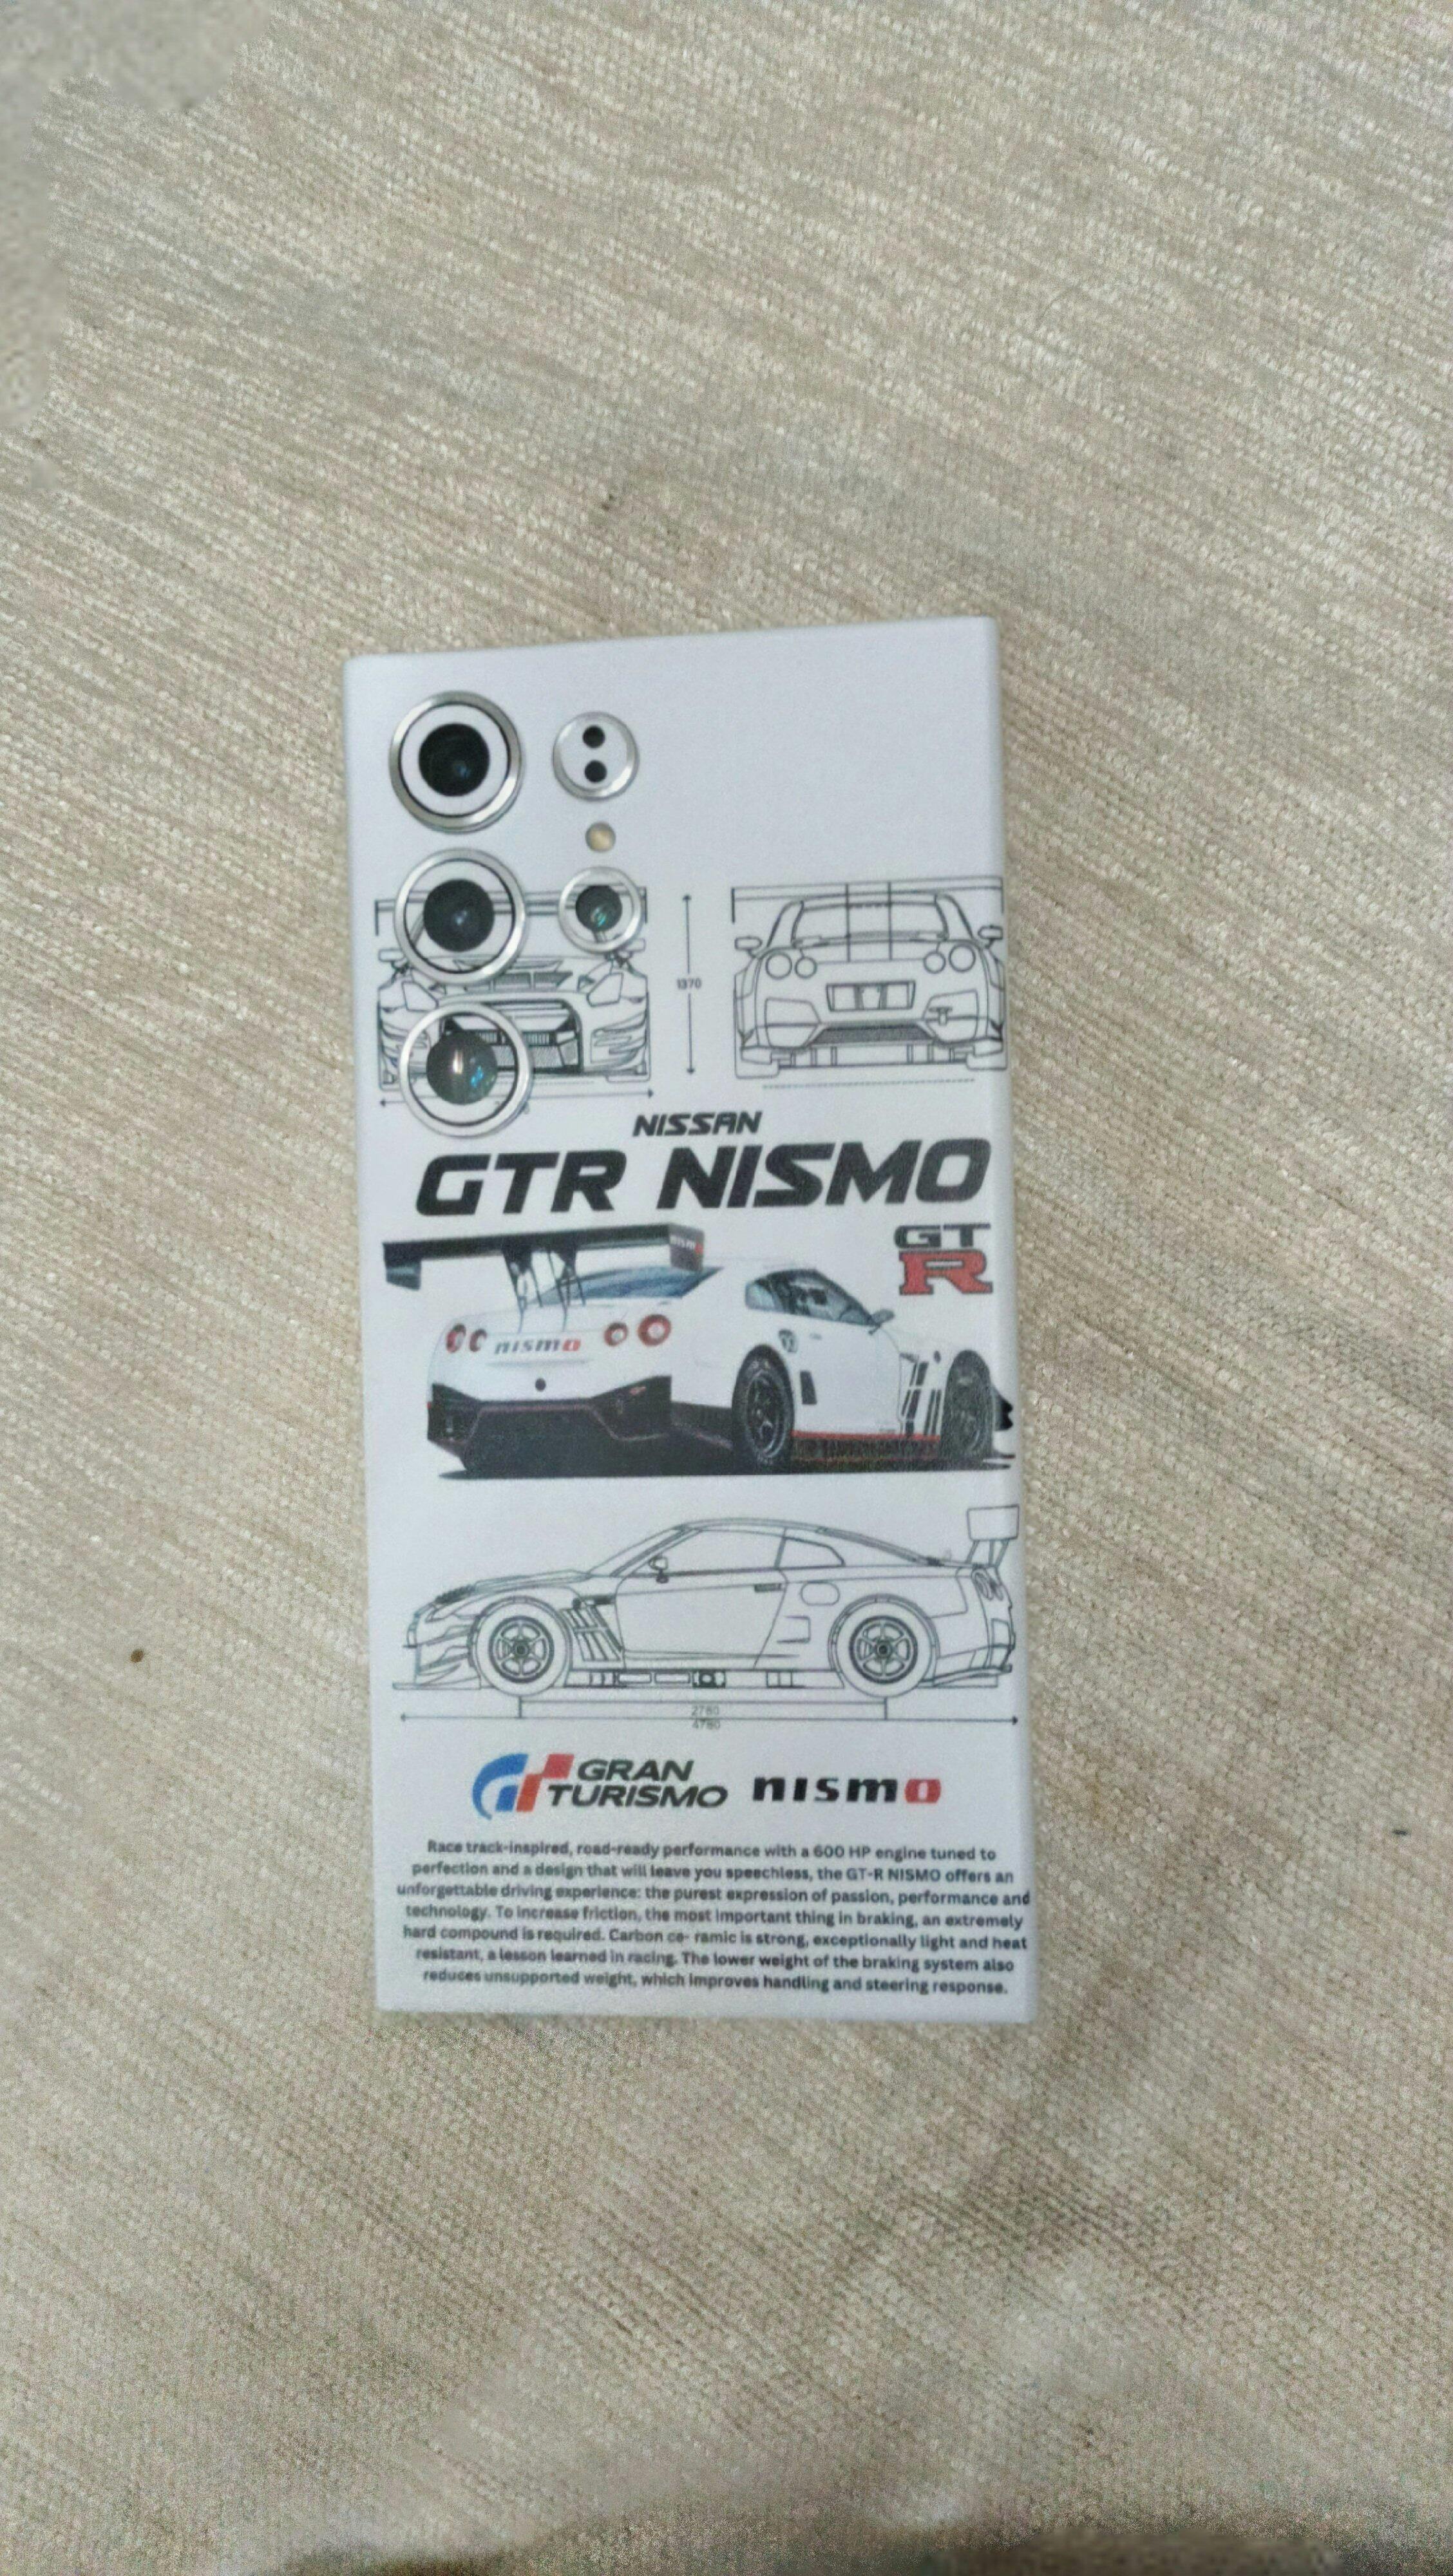 1370
NISSAN
GTR NISMO
GT
R
nismo
nismo
2780
4780
GRAN
TURISMO
nismo
Race track-inspired, road-ready performance with a 600 HP engine tuned to
perfection and a design that will leave you speechless, the GT-R NISMO offers an
unforgettable driving experience: the purest expression of passion, performance and
technology. To increase friction, the most important thing in braking, an extremely
hard compound is required. Carbon ce- ramic is strong, exceptionally light and heat
resistant, a lesson learned in racing. The lower weight of the braking system also
reduces unsupported weight, which improves handling and steering response.